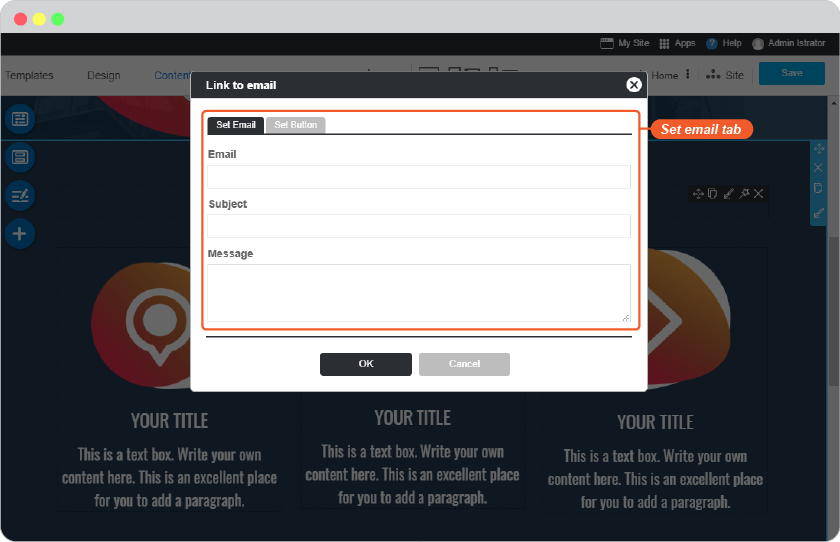 My Site Apps Help Admin Istrator
Templates Design Conten Home Site Save
Link to email
Set Email Set Button
Set email tab
Email
Subject
Message
OK Cancel
YOUR TITLE
This is a text box. Write your own
content here. This is an excellent place
for you to add a paragraph.
YOUR TITLE
This is a text box. Write your own
content here. This is an excellent place
for you to add a paragraph.
YOUR TITLE
This is a text box. Write your own
content here. This is an excellent place
for you to add a paragraph.